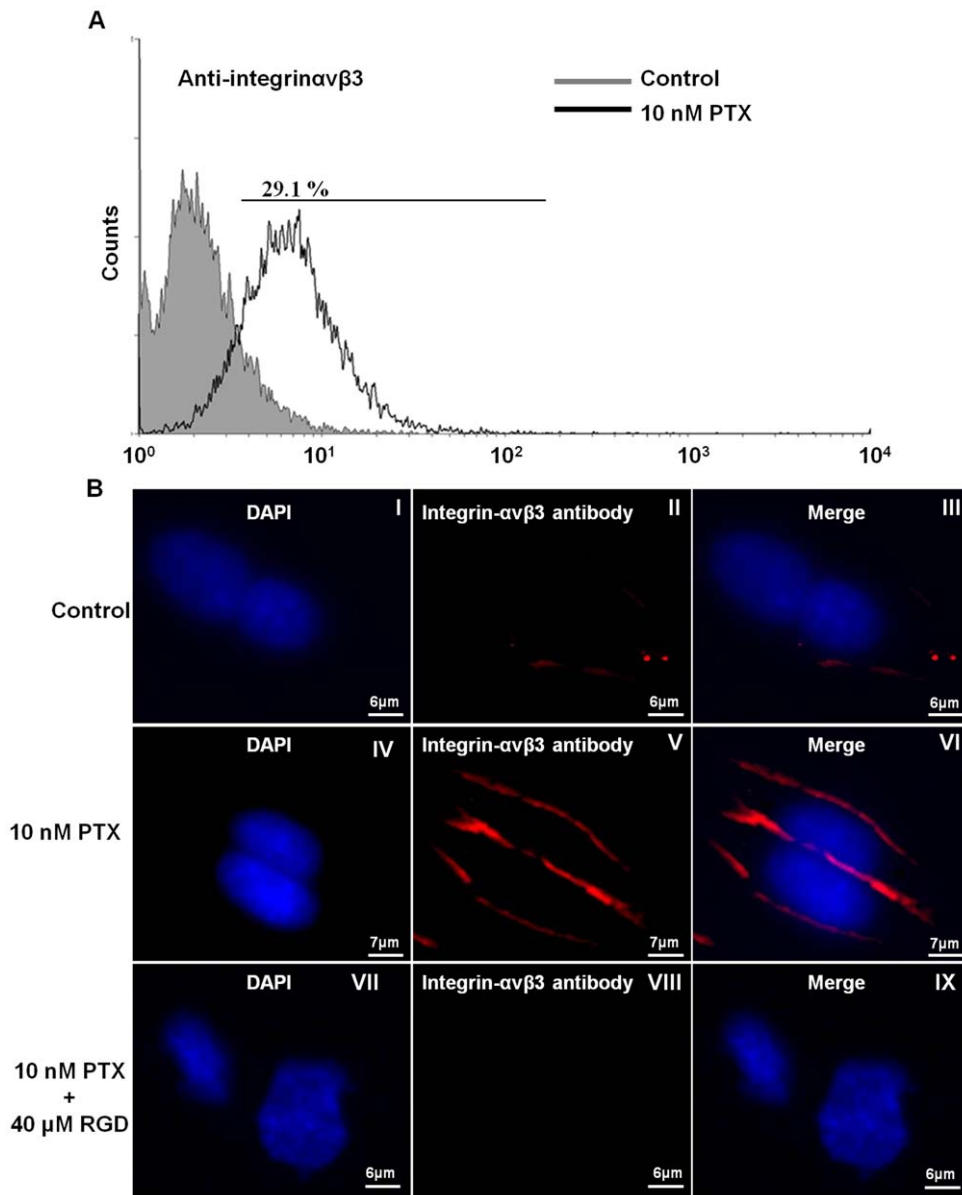 A
Anti-integrinαvβ3
Control
10 nM PTX
29.1 %
Counts
10⁰ 10¹ 10² 10³ 10⁴
B
DAPI I
Integrin-αvβ3 antibody II
Merge III
Control
6µm
6µm
6µm
DAPI IV
Integrin-αvβ3 antibody V
Merge VI
10 nM PTX
7µm
7µm
7µm
DAPI VII
Integrin-αvβ3 antibody VIII
Merge IX
10 nM PTX
+
40 µM RGD
6µm
6µm
6µm